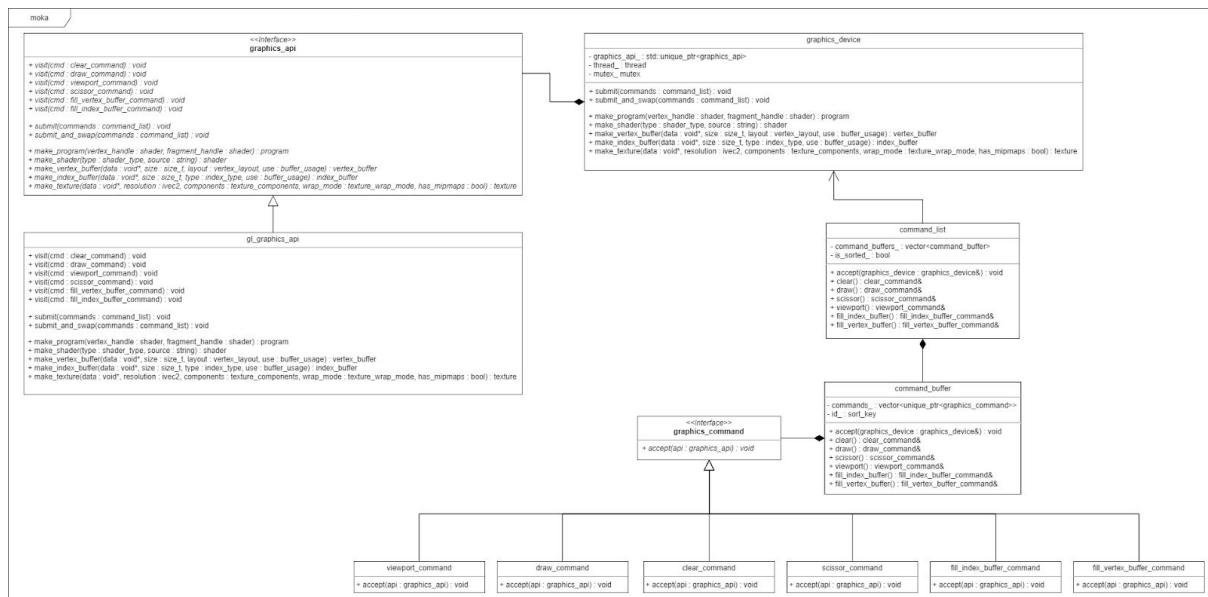 moka
<<Interface>>
graphics_api
+ visit(cmd : clear_command) : void
+ visit(cmd : draw_command) : void
+ visit(cmd : viewport_command) : void
+ visit(cmd : scissor_command) : void
+ visit(cmd : fill_vertex_buffer_command) : void
+ visit(cmd : fill_index_buffer_command) : void
+ submit(commands : command_list) : void
+ submit_and_swap(commands : command_list) : void
+ make_program(vertex_handle : shader, fragment_handle : shader) : program
+ make_shader(type : shader_type, source : string) : shader
+ make_vertex_buffer(data : void*, size : size_t, layout : vertex_layout, use : buffer_usage) : vertex_buffer
+ make_index_buffer(data : void*, size : size_t, type : index_type, use : buffer_usage) : index_buffer
+ make_texture(data : void*, resolution : ivec2, components : texture_components, wrap_mode : texture_wrap_mode, has_mipmaps : bool) : texture
graphics_device
- graphics_api_ : std::unique_ptr<graphics_api>
- thread_ : thread
- mutex_ : mutex
+ submit(commands : command_list) : void
+ submit_and_swap(commands : command_list) : void
+ make_program(vertex_handle : shader, fragment_handle : shader) : program
+ make_shader(type : shader_type, source : string) : shader
+ make_vertex_buffer(data : void*, size : size_t, layout : vertex_layout, use : buffer_usage) : vertex_buffer
+ make_index_buffer(data : void*, size : size_t, type : index_type, use : buffer_usage) : index_buffer
+ make_texture(data : void*, resolution : ivec2, components : texture_components, wrap_mode : texture_wrap_mode, has_mipmaps : bool) : texture
gl_graphics_api
+ visit(cmd : clear_command) : void
+ visit(cmd : draw_command) : void
+ visit(cmd : viewport_command) : void
+ visit(cmd : scissor_command) : void
+ visit(cmd : fill_vertex_buffer_command) : void
+ visit(cmd : fill_index_buffer_command) : void
+ submit(commands : command_list) : void
+ submit_and_swap(commands : command_list) : void
+ make_program(vertex_handle : shader, fragment_handle : shader) : program
+ make_shader(type : shader_type, source : string) : shader
+ make_vertex_buffer(data : void*, size : size_t, layout : vertex_layout, use : buffer_usage) : vertex_buffer
+ make_index_buffer(data : void*, size : size_t, type : index_type, use : buffer_usage) : index_buffer
+ make_texture(data : void*, resolution : ivec2, components : texture_components, wrap_mode : texture_wrap_mode, has_mipmaps : bool) : texture
command_list
- command_buffers_ : vector<command_buffer>
- is_sorted_ : bool
+ accept(graphics_device : graphics_device&) : void
+ clear() : clear_command&
+ draw() : draw_command&
+ scissor() : scissor_command&
+ viewport() : viewport_command&
+ fill_index_buffer() : fill_index_buffer_command&
+ fill_vertex_buffer() : fill_vertex_buffer_command&
command_buffer
- commands_ : vector<unique_ptr<graphics_command>>
- id_ : sort_key
+ accept(graphics_device : graphics_device&) : void
+ clear() : clear_command&
+ draw() : draw_command&
+ scissor() : scissor_command&
+ viewport() : viewport_command&
+ fill_index_buffer() : fill_index_buffer_command&
+ fill_vertex_buffer() : fill_vertex_buffer_command&
<<Interface>>
graphics_command
+ accept(api : graphics_api) : void
viewport_command
+ accept(api : graphics_api) : void
draw_command
+ accept(api : graphics_api) : void
clear_command
+ accept(api : graphics_api) : void
scissor_command
+ accept(api : graphics_api) : void
fill_index_buffer_command
+ accept(api : graphics_api) : void
fill_vertex_buffer_command
+ accept(api : graphics_api) : void